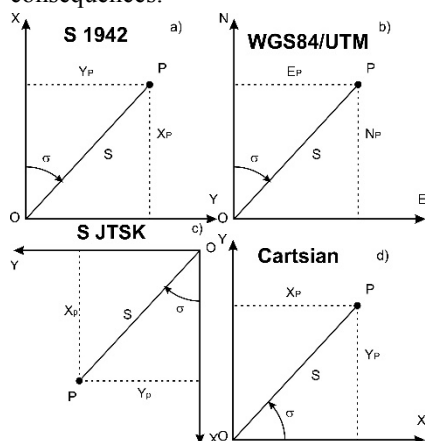 consequences.
X
S 1942
a)
YP
P
σ
S
XP
Y
O
N
WGS84/UTM
b)
EP
P
σ
S
NP
E
O
S JTSK
c)
O
Y
Xp
S
σ
P
Yp
X
Y
Cartsian
d)
XP
P
S
YP
σ
X
O